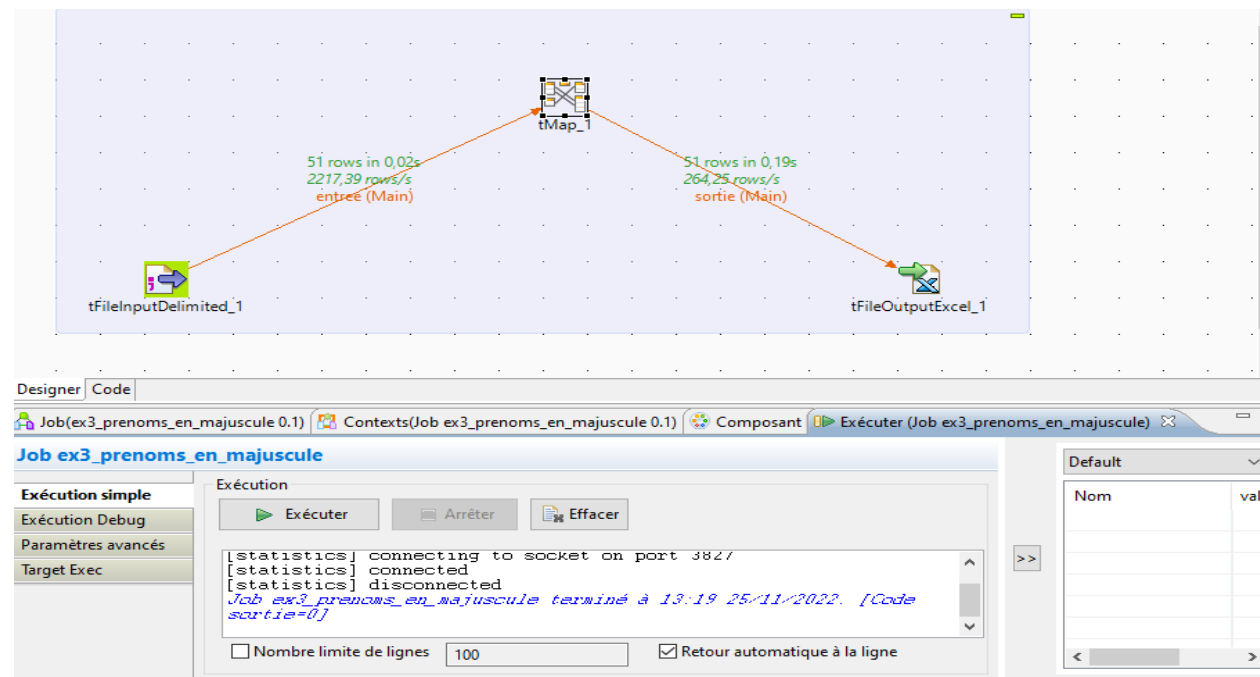 tMap_1
51 rows in 0,02s
2217,39 rows/s
entree (Main)
51 rows in 0,19s
264,25 rows/s
sortie (Main)
tFileInputDelimited_1
tFileOutputExcel_1
Designer Code
Job(ex3_prenoms_en_majuscule 0.1) Contexts(Job ex3_prenoms_en_majuscule 0.1) Composant Exécuter (Job ex3_prenoms_en_majuscule)
Job ex3_prenoms_en_majuscule
Default
Exécution simple
Exécution Debug
Paramètres avancés
Target Exec
Exécution
Exécuter Arrêter Effacer
Nom val
[statistics] connecting to socket on port 3827
[statistics] connected
[statistics] disconnected
Job ex3_prenoms_en_majuscule terminé à 13:19 25/11/2022. [Code
sortie=0]
>>
Nombre limite de lignes 100 Retour automatique à la ligne